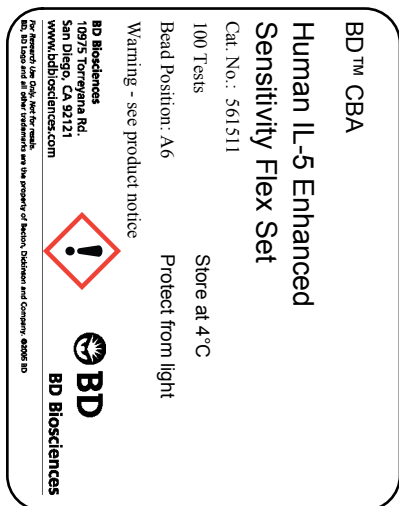 BD™ CBA
Human IL-5 Enhanced
Sensitivity Flex Set
Cat. No.: 561511
100 Tests
Store at 4°C
Bead Position: A6
Protect from light
Warning - see product notice
BD Biosciences
10975 Torreyana Rd.
San Diego, CA 92121
www.bdbiosciences.com
BD
BD Biosciences
For Research Use Only. Not for resale.
BD, BD Logo and all other trademarks are the property of Becton, Dickinson and Company. ©2005 BD